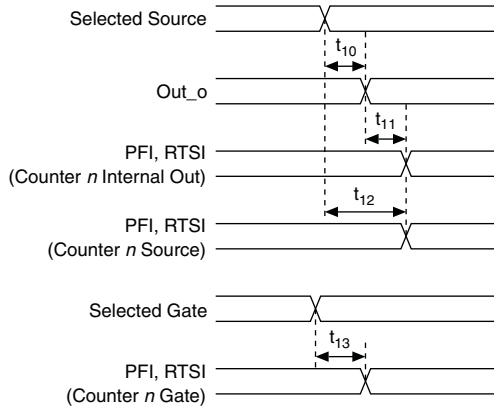 Selected Source
t10
Out_o
t11
PFI, RTSI
(Counter n Internal Out)
t12
PFI, RTSI
(Counter n Source)
Selected Gate
t13
PFI, RTSI
(Counter n Gate)